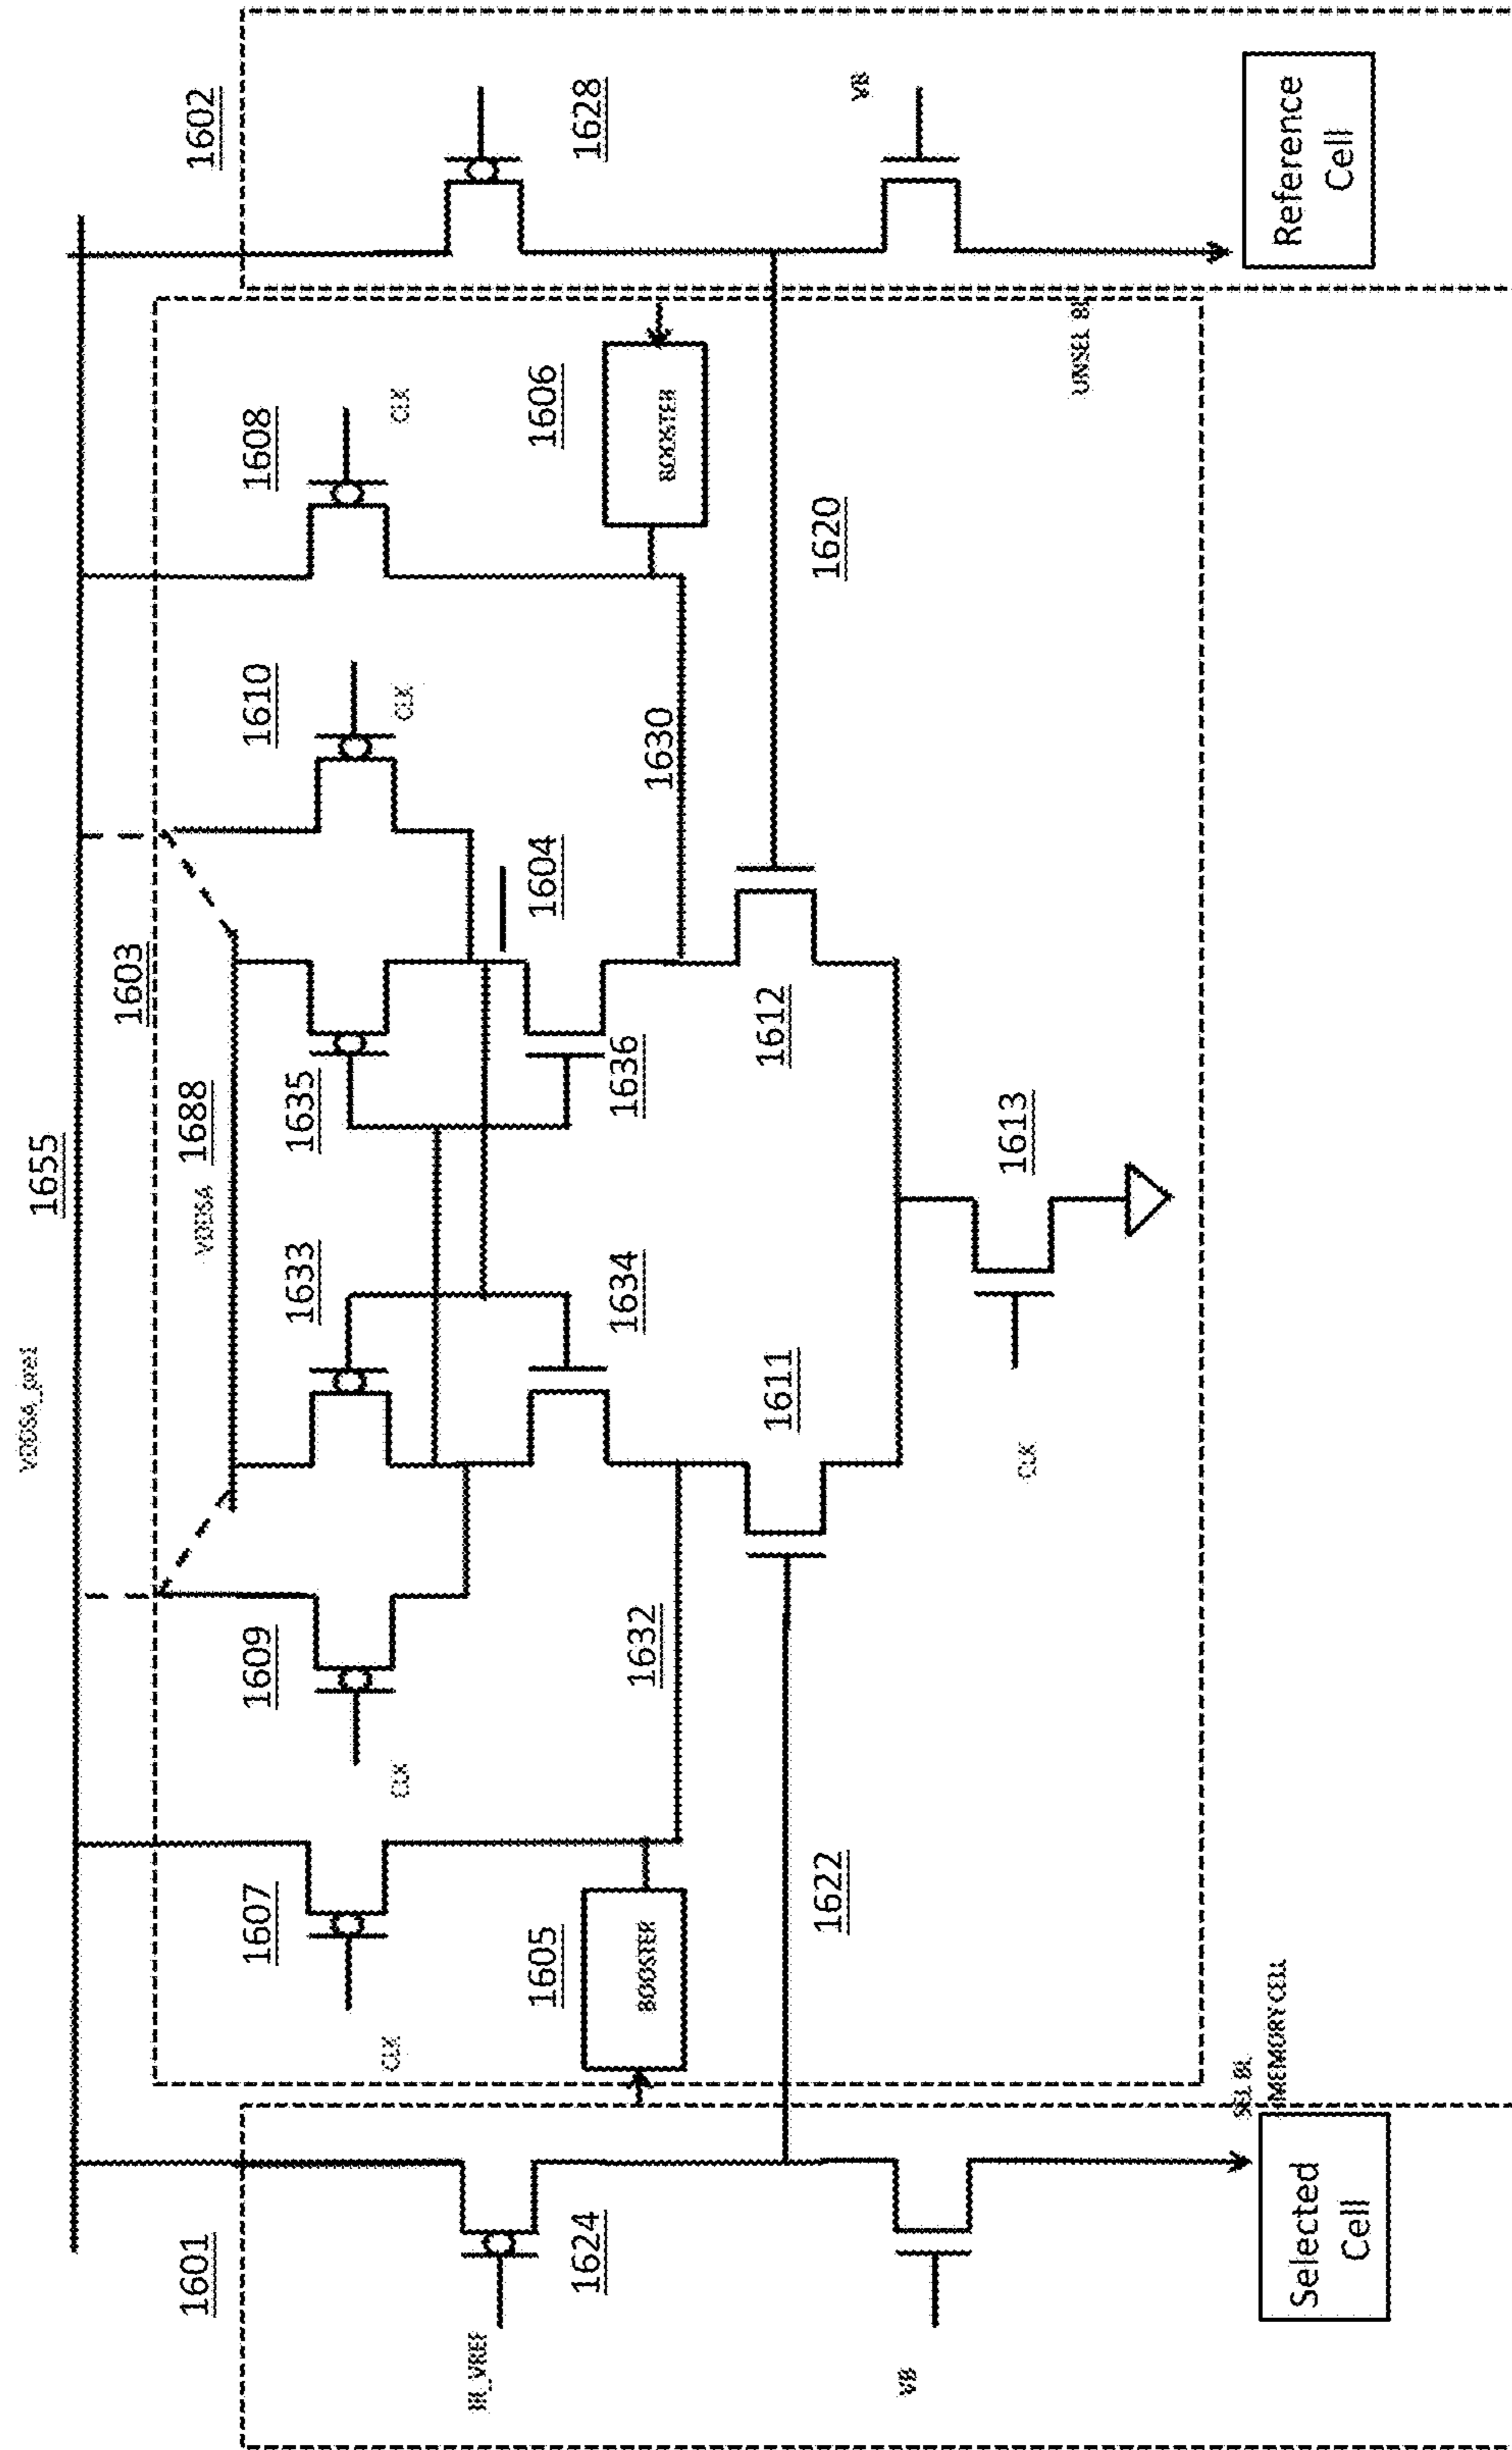 VDDSA_pre1
1655
1603
1602
1601
1688
VDDSA
1607
1609
1633
1635
1610
1608
CLK
CLK
CLK
CLK
1628
1624
IR_VREF
1605
BOOSTER
1604
1606
BOOSTER
1632
1634
1636
1630
VB
1622
1611
1612
1620
VB
CLK
1613
UNSEL BL
SEL BL
MEMORY CELL
Selected
Cell
Reference
Cell